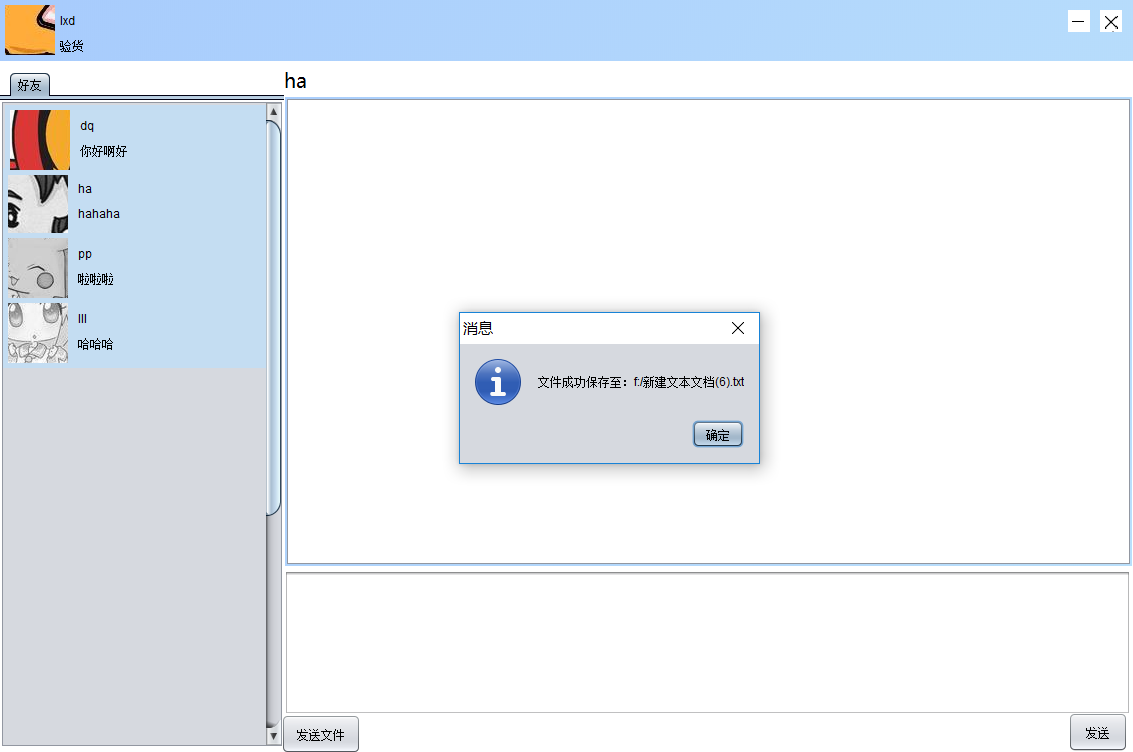 lxd
验货
好友
ha
dq
你好啊好
ha
hahaha
pp
啦啦啦
lll
哈哈哈
消息
文件成功保存至：f:/新建文本文档(6).txt
确定
发送文件
发送